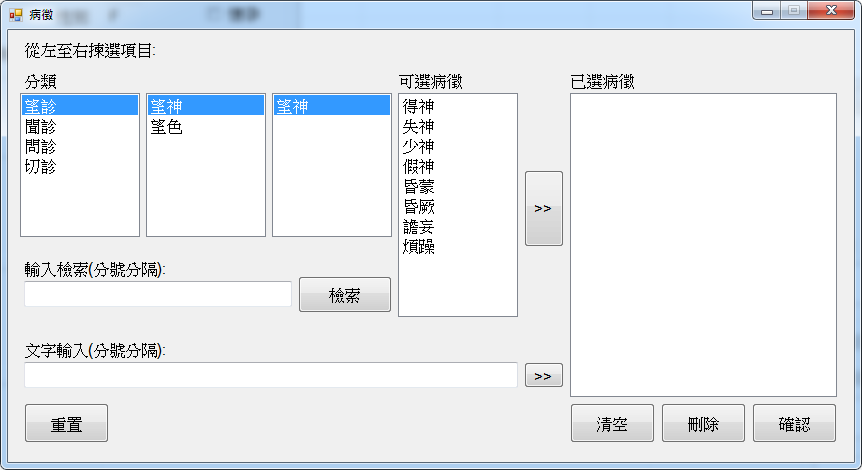 病徵
從左至右揀選項目:
分類
可選病徵
已選病徵
望診
聞診
問診
切診
望神
望色
望神
得神
失神
少神
假神
昏蒙
昏厥
譫妄
煩躁
>>
輸入檢索(分號分隔):
檢索
文字輸入(分號分隔):
>>
重置
清空
刪除
確認